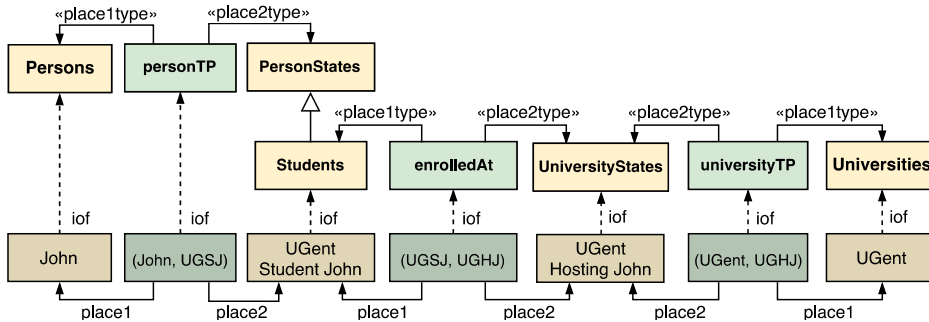 «place1type» «place2type»
Persons personTP PersonStates
«place1type» «place2type» «place2type» «place1type»
Students enrolledAt UniversityStates universityTP Universities
iof iof iof iof iof iof iof
John (John, UGSJ) UGent Student John (UGSJ, UGHJ) UGent Hosting John (UGent, UGHJ) UGent
place1 place2 place1 place2 place2 place1